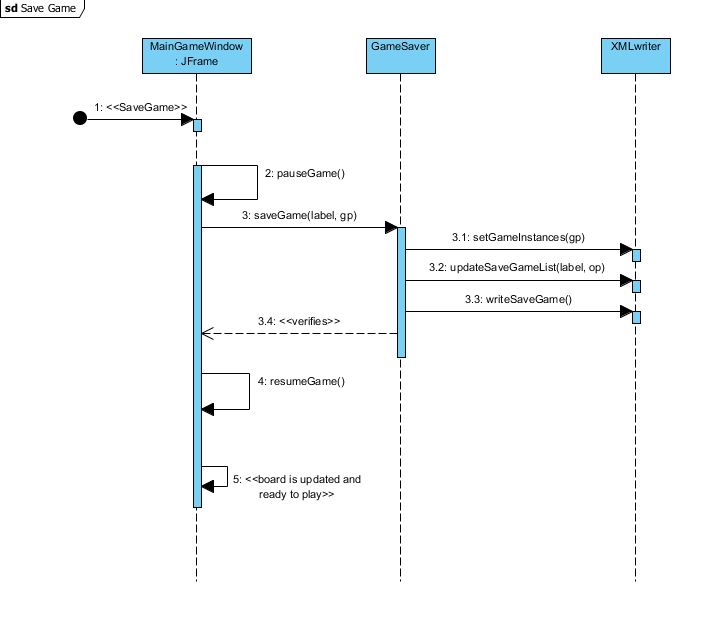 sd Save Game
MainGameWindow
: JFrame
GameSaver
XMLwriter
1: <<SaveGame>>
2: pauseGame()
3: saveGame(label, gp)
3.1: setGameInstances(gp)
3.2: updateSaveGameList(label, op)
3.3: writeSaveGame()
3.4: <<verifies>>
4: resumeGame()
5: <<board is updated and
ready to play>>